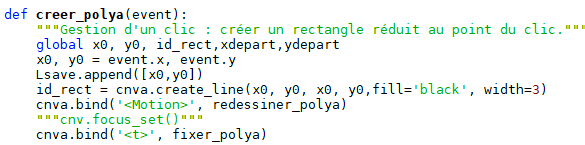 def creer_polya(event):
    """Gestion d'un clic : créer un rectangle réduit au point du clic."""
    global x0, y0, id_rect,xdepart,ydepart
    x0, y0 = event.x, event.y
    Lsave.append([x0,y0])
    id_rect = cnva.create_line(x0, y0, x0, y0,fill='black', width=3)
    cnva.bind('<Motion>', redessiner_polya)
    """cnv.focus_set()"""
    cnva.bind('<t>', fixer_polya)